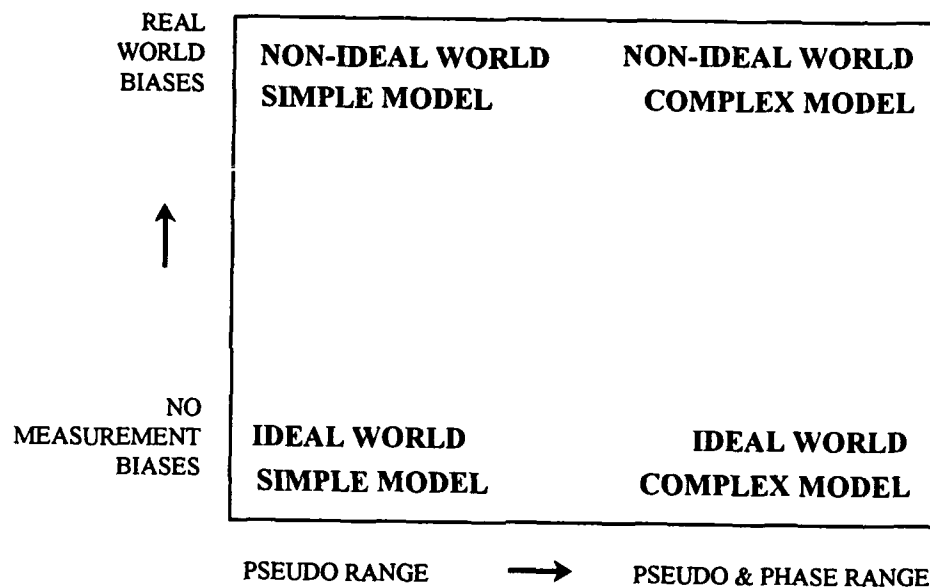 REAL
WORLD
BIASES
NON-IDEAL WORLD
SIMPLE MODEL
NON-IDEAL WORLD
COMPLEX MODEL
NO
MEASUREMENT
BIASES
IDEAL WORLD
SIMPLE MODEL
IDEAL WORLD
COMPLEX MODEL
PSEUDO RANGE
PSEUDO & PHASE RANGE